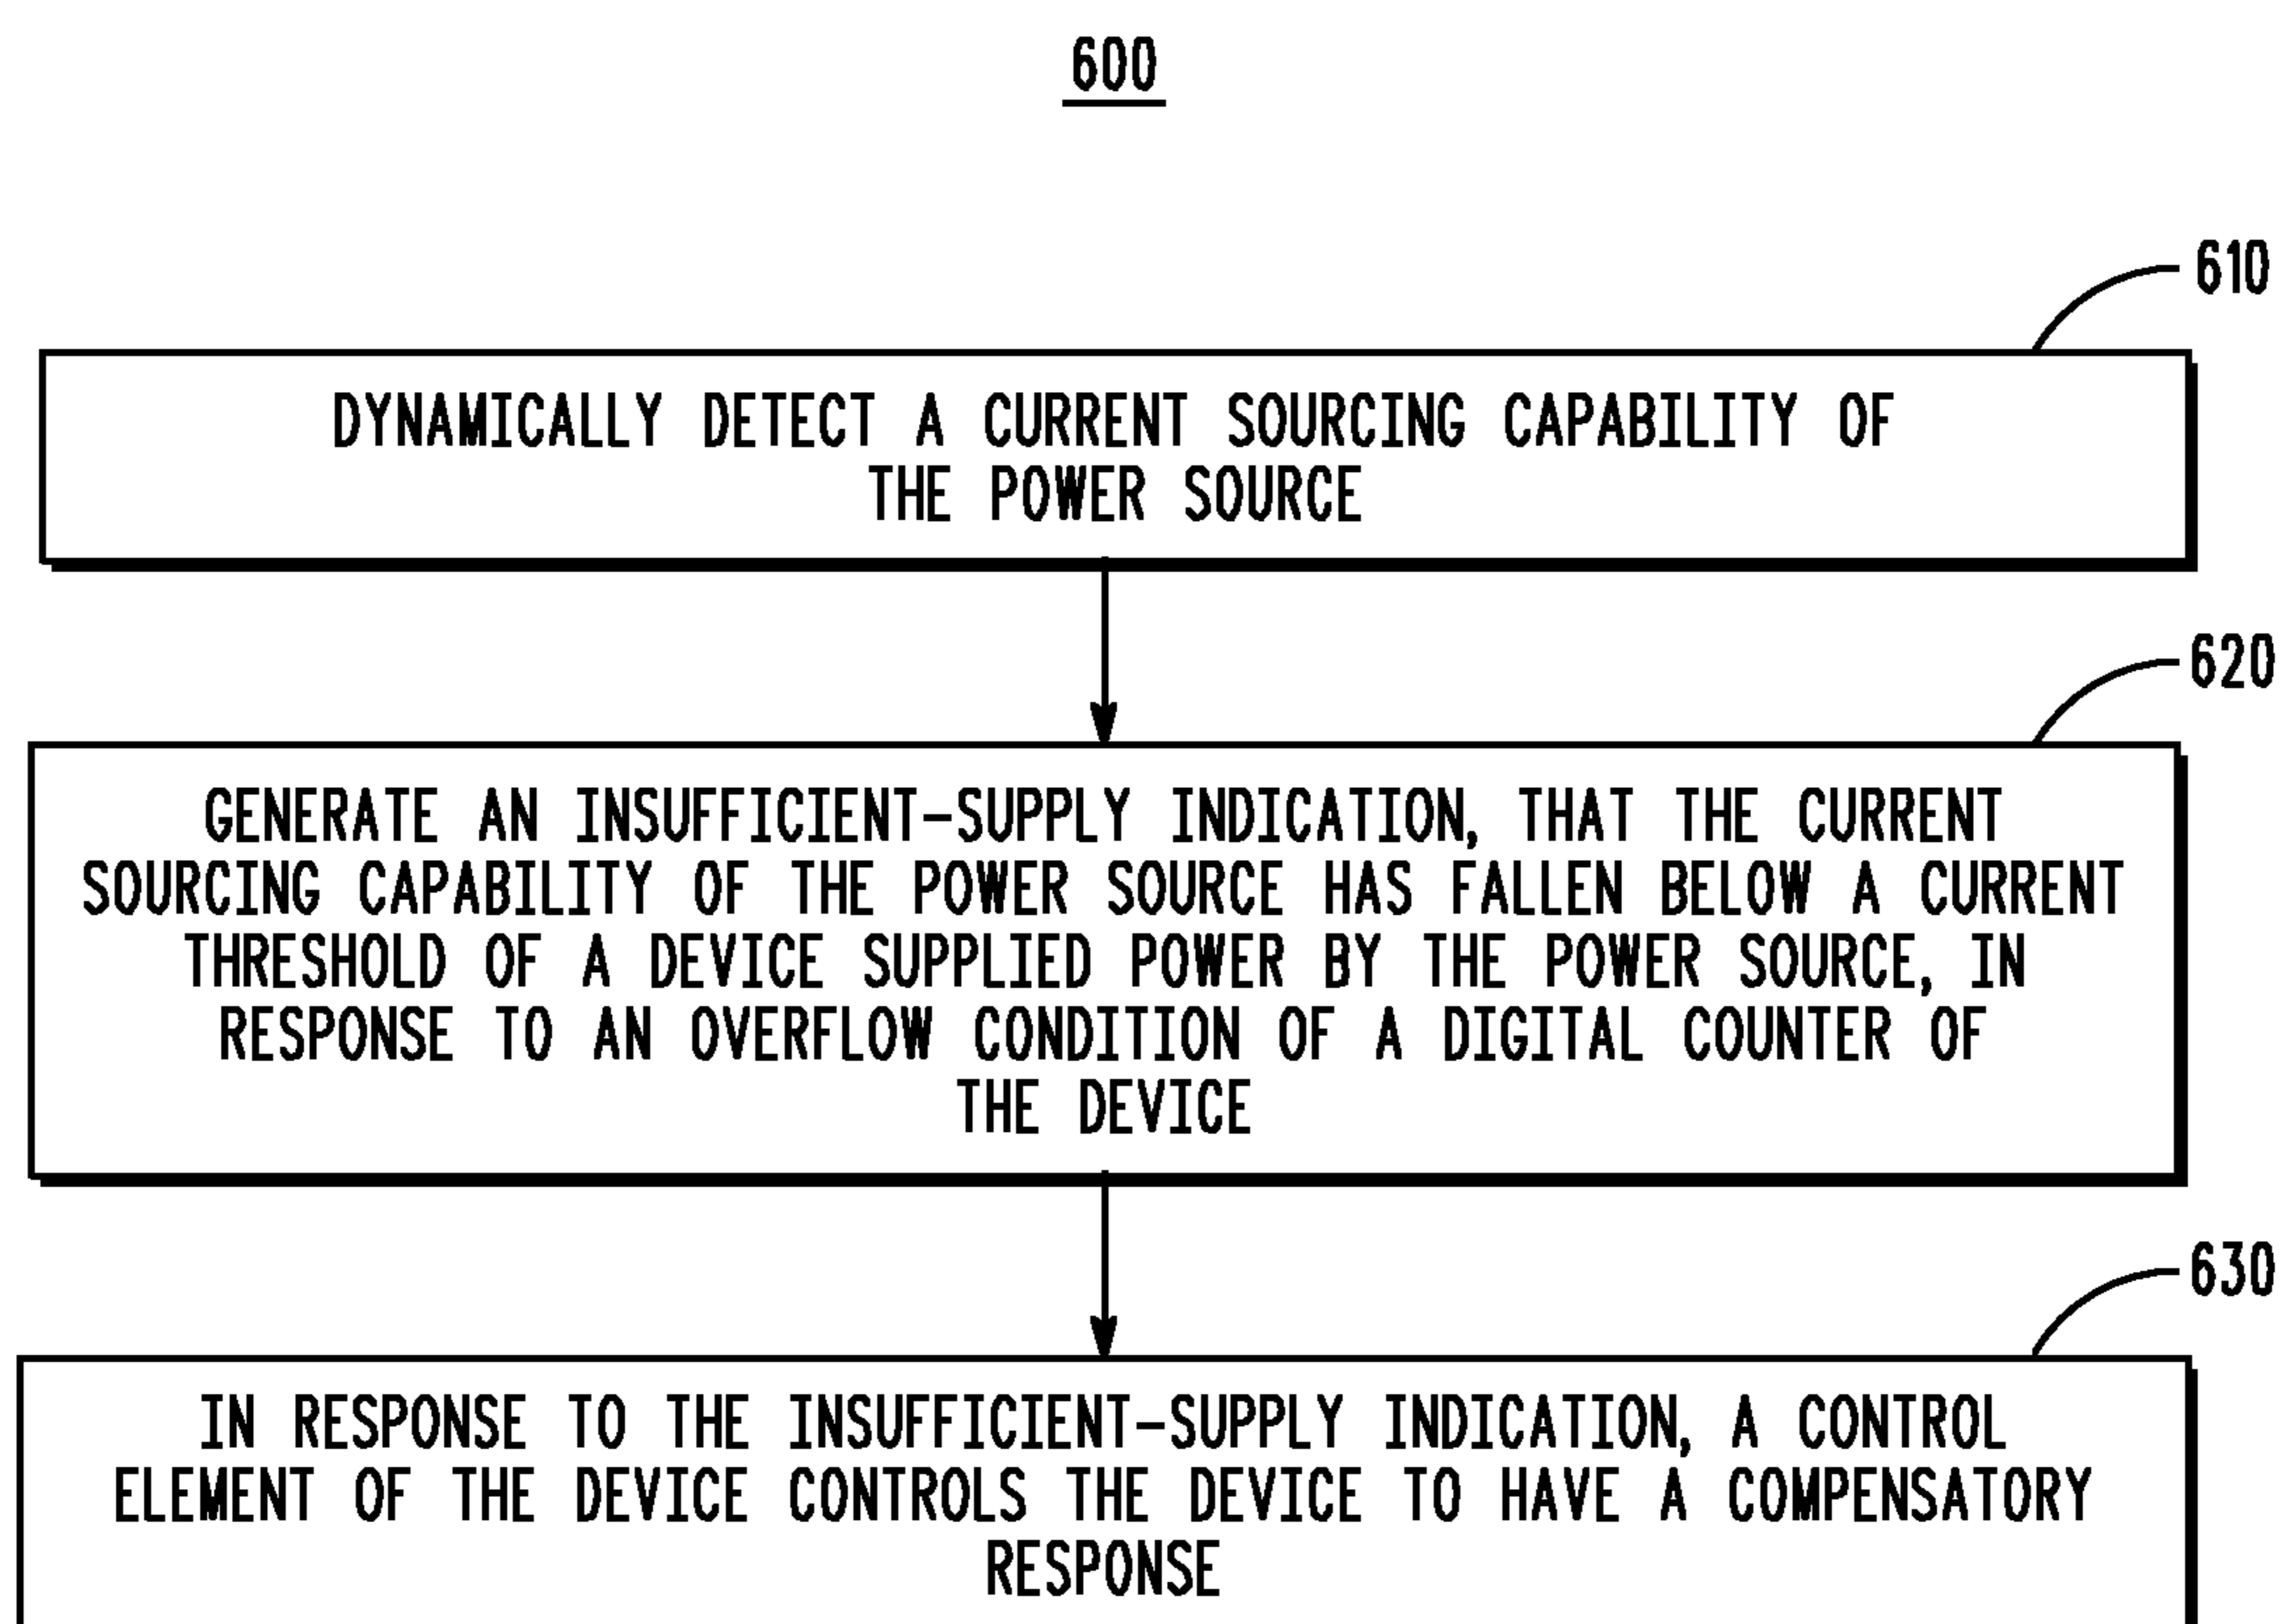 600
610
DYNAMICALLY DETECT A CURRENT SOURCING CAPABILITY OF
THE POWER SOURCE
620
GENERATE AN INSUFFICIENT-SUPPLY INDICATION, THAT THE CURRENT
SOURCING CAPABILITY OF THE POWER SOURCE HAS FALLEN BELOW A CURRENT
THRESHOLD OF A DEVICE SUPPLIED POWER BY THE POWER SOURCE, IN
RESPONSE TO AN OVERFLOW CONDITION OF A DIGITAL COUNTER OF
THE DEVICE
630
IN RESPONSE TO THE INSUFFICIENT-SUPPLY INDICATION, A CONTROL
ELEMENT OF THE DEVICE CONTROLS THE DEVICE TO HAVE A COMPENSATORY
RESPONSE